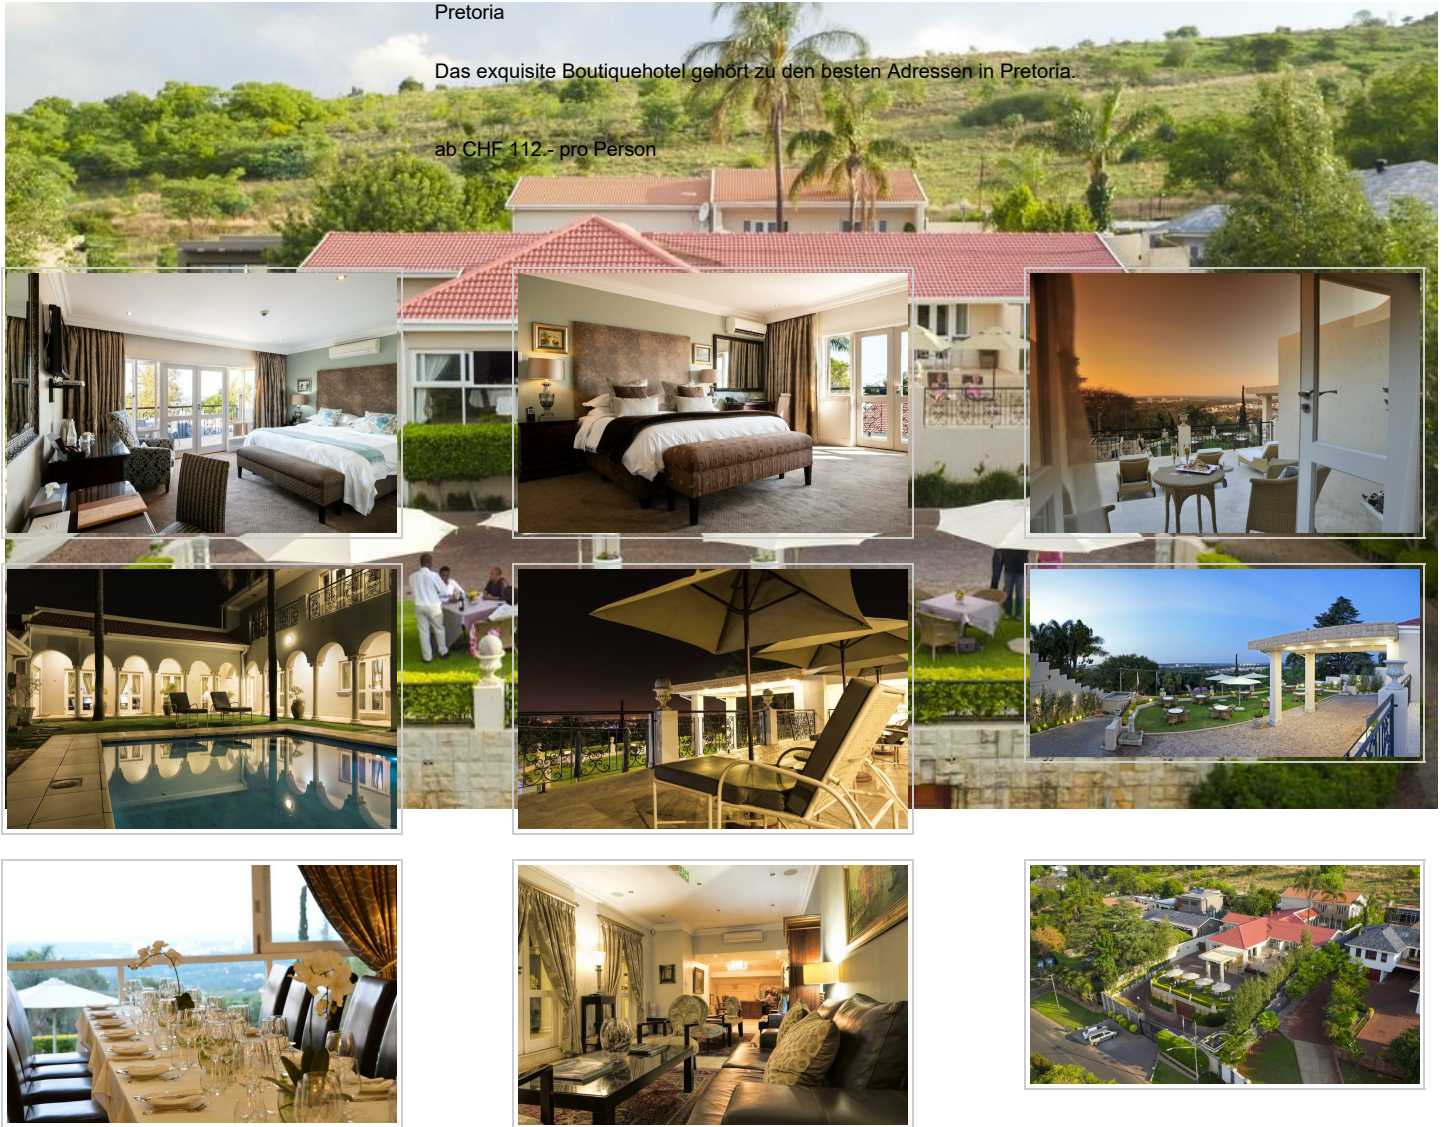 Pretoria
Das exquisite Boutiquehotel gehört zu den besten Adressen in Pretoria.
ab CHF 112.- pro Person